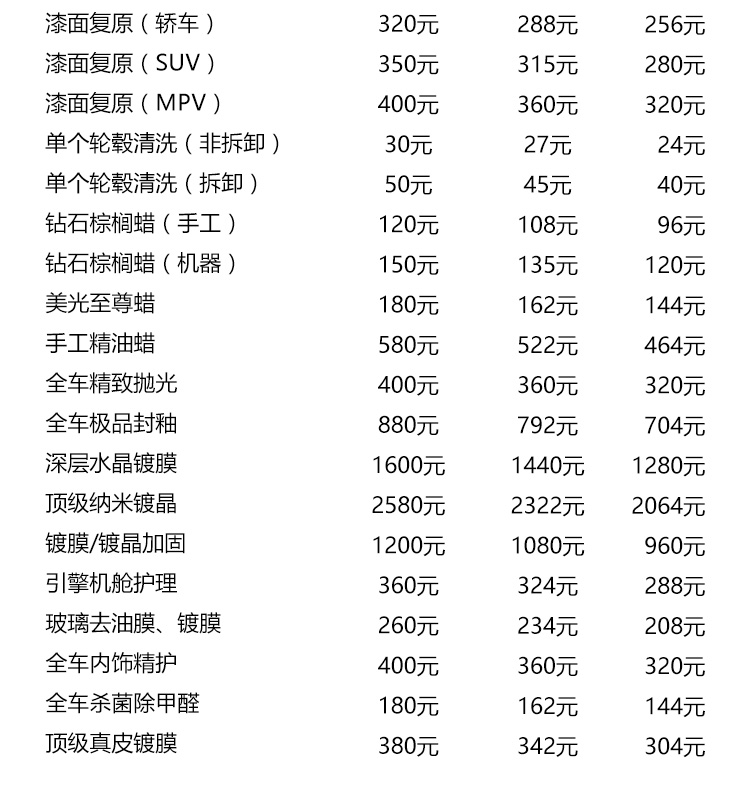 漆面复原（轿车） 320元 288元 256元
漆面复原（SUV） 350元 315元 280元
漆面复原（MPV） 400元 360元 320元
单个轮毂清洗（非拆卸） 30元 27元 24元
单个轮毂清洗（拆卸） 50元 45元 40元
钻石棕榈蜡（手工） 120元 108元 96元
钻石棕榈蜡（机器） 150元 135元 120元
美光至尊蜡 180元 162元 144元
手工精油蜡 580元 522元 464元
全车精致抛光 400元 360元 320元
全车极品封釉 880元 792元 704元
深层水晶镀膜 1600元 1440元 1280元
顶级纳米镀晶 2580元 2322元 2064元
镀膜/镀晶加固 1200元 1080元 960元
引擎机舱护理 360元 324元 288元
玻璃去油膜、镀膜 260元 234元 208元
全车内饰精护 400元 360元 320元
全车杀菌除甲醛 180元 162元 144元
顶级真皮镀膜 380元 342元 304元